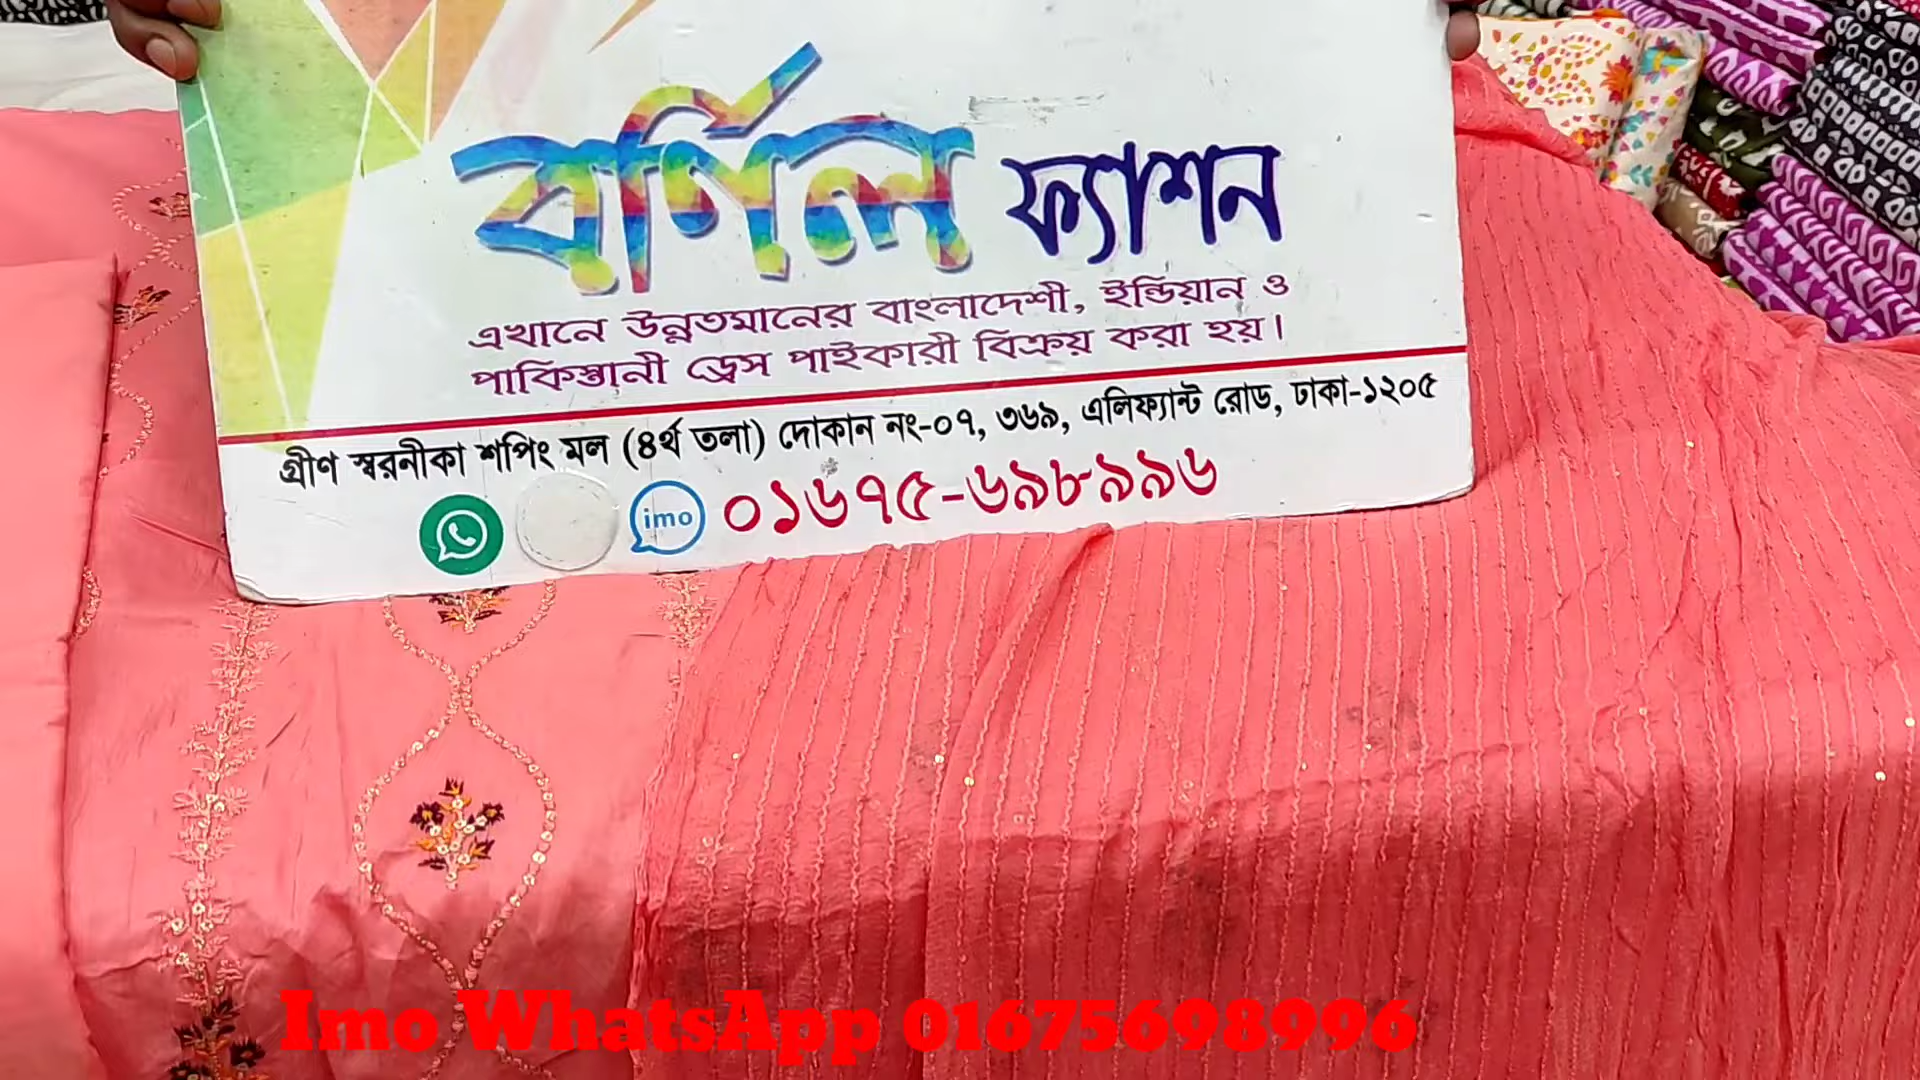 বর্ণিল ফ্যাশন
এখানে উন্নতমানের বাংলাদেশী, ইন্ডিয়ান ও
পাকিস্তানী ড্রেস পাইকারী বিক্রয় করা হয়।
গ্রীণ স্বরনীকা শপিং মল (৪র্থ তলা) দোকান নং-০৭, ৩৬৯, এলিফ্যান্ট রোড, ঢাকা-১২০৫
imo ০১৬৭৫-৬৯৮৯৯৬
Imo WhatsApp 01675698996